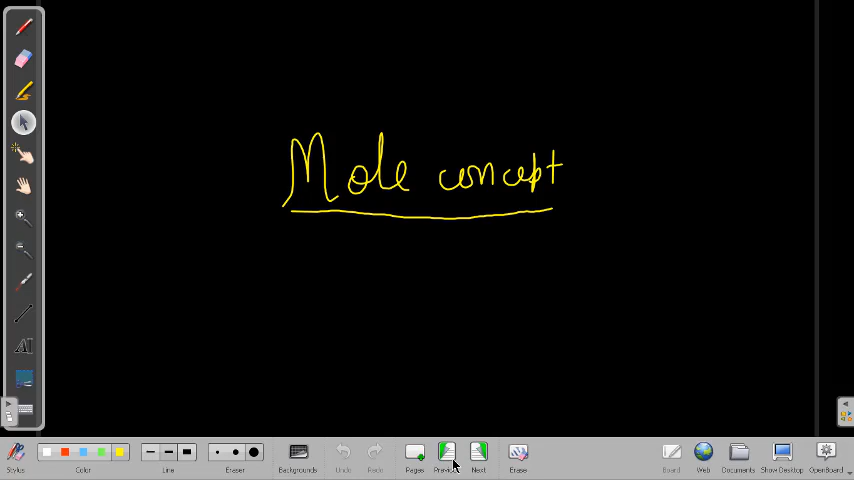 Mole concept
Stylus Color Line Eraser Backgrounds Undo Redo Pages Next Erase Board Web Documents Show Desktop OpenBoard